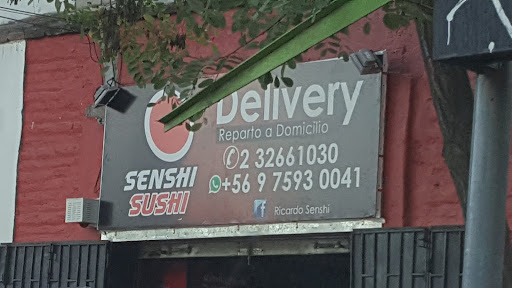 Delivery
Reparto a Domicilio
2 32661030
+56 9 7593 0041
SENSHI
SUSHI
Ricardo Senshi